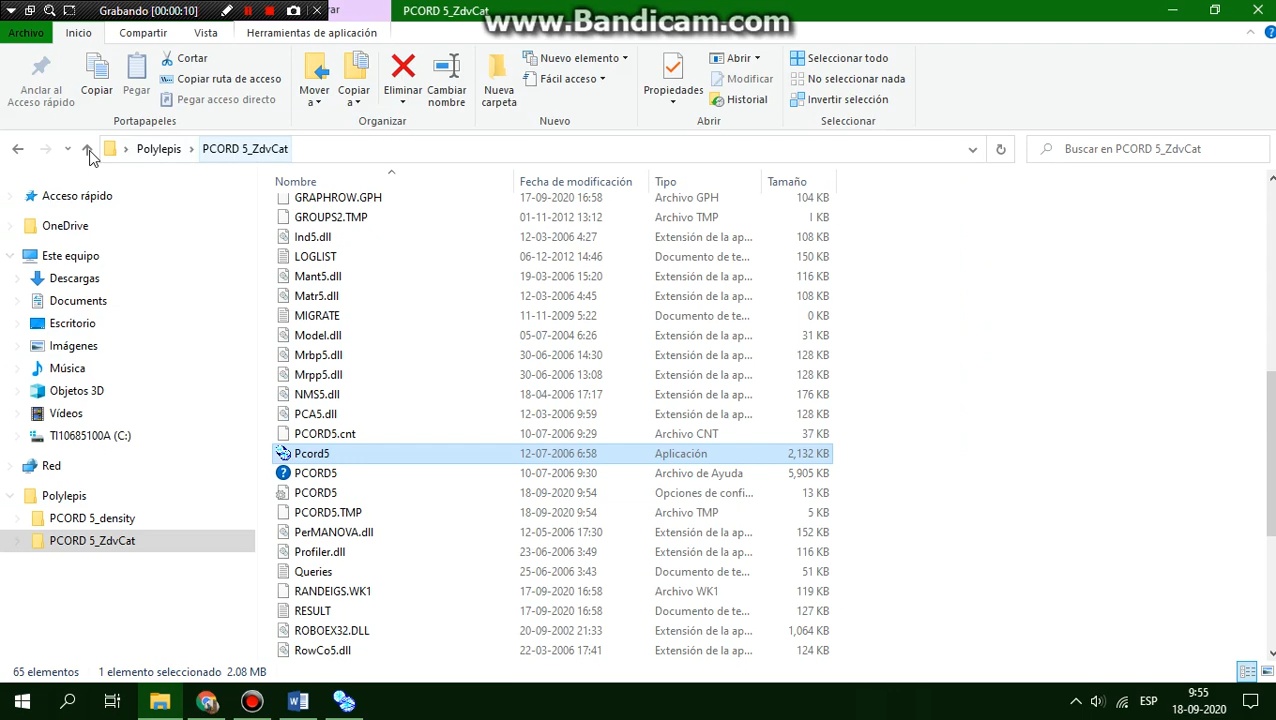 Grabando [00:00:10]
rar
PCORD 5_ZdvCat
www.Bandicam.com
Archivo
Inicio
Compartir
Vista
Herramientas de aplicación
Anclar al Acceso rápido
Copiar
Pegar
Cortar
Copiar ruta de acceso
Pegar acceso directo
Portapapeles
Mover a
Copiar a
Eliminar
Cambiar nombre
Organizar
Nueva carpeta
Nuevo elemento
Fácil acceso
Nuevo
Propiedades
Abrir
Modificar
Historial
Abrir
Seleccionar todo
No seleccionar nada
Invertir selección
Seleccionar
Polylepis > PCORD 5_ZdvCat
Buscar en PCORD 5_ZdvCat
Acceso rápido
OneDrive
Este equipo
Descargas
Documents
Escritorio
Imágenes
Música
Objetos 3D
Vídeos
TI10685100A (C:)
Red
Polylepis
PCORD 5_density
PCORD 5_ZdvCat
Nombre Fecha de modificación Tipo Tamaño
GRAPHROW.GPH 17-09-2020 16:58 Archivo GPH 104 KB
GROUPS2.TMP 01-11-2012 13:12 Archivo TMP 1 KB
Ind5.dll 12-03-2006 4:27 Extensión de la ap... 108 KB
LOGLIST 06-12-2012 14:46 Documento de te... 150 KB
Mant5.dll 19-03-2006 15:20 Extensión de la ap... 116 KB
Matr5.dll 12-03-2006 4:45 Extensión de la ap... 108 KB
MIGRATE 11-11-2009 5:22 Documento de te... 0 KB
Model.dll 05-07-2004 6:26 Extensión de la ap... 31 KB
Mrbp5.dll 30-06-2006 14:30 Extensión de la ap... 128 KB
Mrpp5.dll 30-06-2006 13:08 Extensión de la ap... 128 KB
NMS5.dll 18-04-2006 17:17 Extensión de la ap... 176 KB
PCA5.dll 12-03-2006 9:59 Extensión de la ap... 128 KB
PCORD5.cnt 10-07-2006 9:29 Archivo CNT 37 KB
Pcord5 12-07-2006 6:58 Aplicación 2,132 KB
PCORD5 10-07-2006 9:30 Archivo de Ayuda 5,905 KB
PCORD5 18-09-2020 9:54 Opciones de confi... 13 KB
PCORD5.TMP 18-09-2020 9:54 Archivo TMP 5 KB
PerMANOVA.dll 12-05-2006 17:30 Extensión de la ap... 152 KB
Profiler.dll 23-06-2006 3:49 Extensión de la ap... 112 KB
Queries 25-06-2006 3:43 Documento de te... 51 KB
RANDEIGS.WK1 17-09-2020 16:58 Archivo WK1 119 KB
RESULT 17-09-2020 16:58 Documento de te... 127 KB
ROBOEX32.DLL 20-09-2002 21:33 Extensión de la ap... 1,064 KB
RowCo5.dll 22-03-2006 17:41 Extensión de la ap... 124 KB
65 elementos
1 elemento seleccionado 2.08 MB
ESP
9:55
18-09-2020